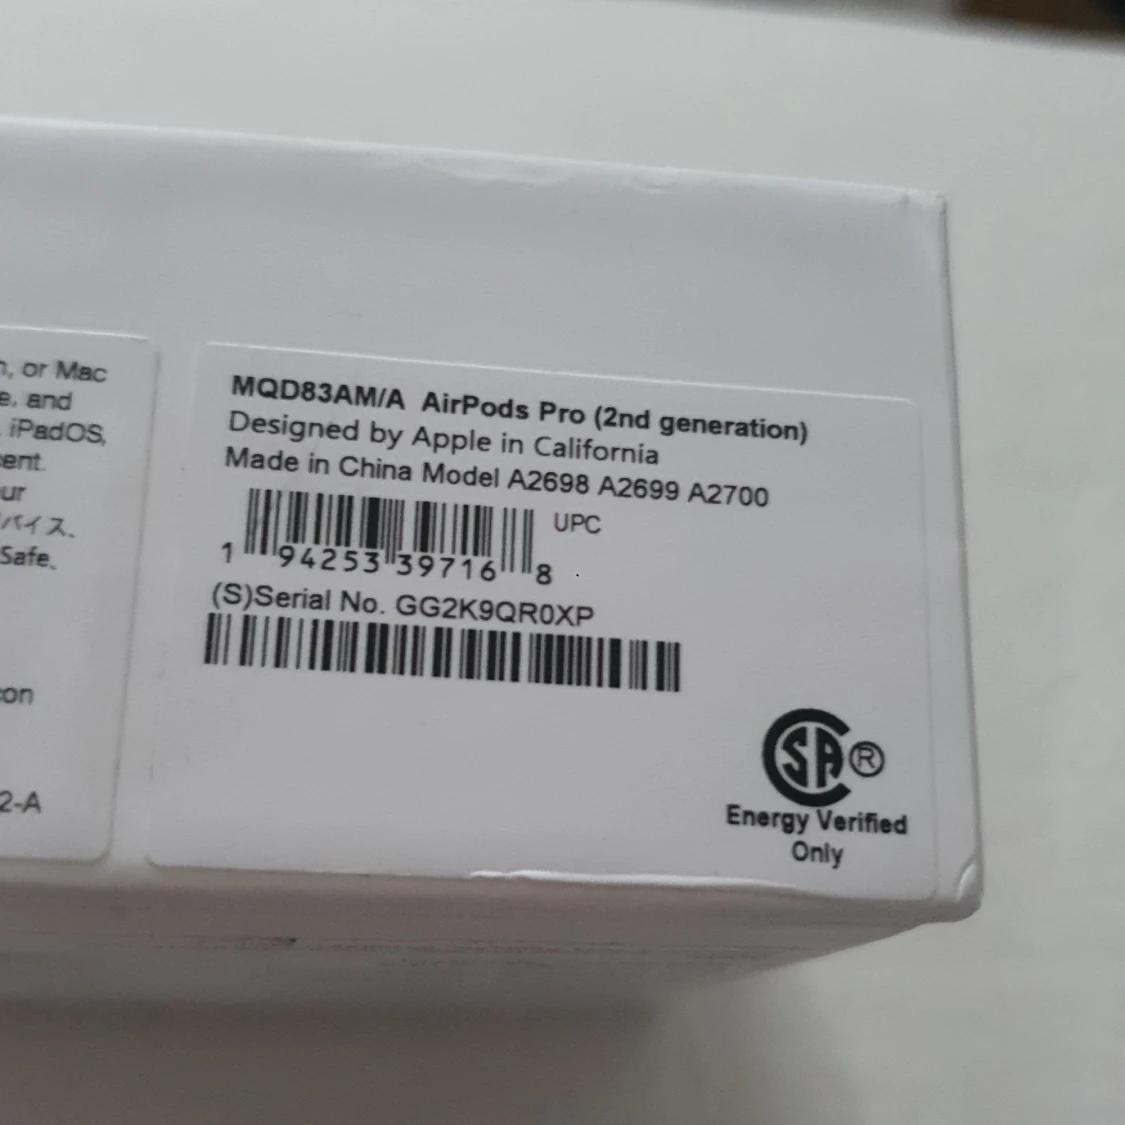 , or Mac
e, and
iPadOS,
ent.
ur
バイス、
Safe、
on
2-A
MQD83AM/A AirPods Pro (2nd generation)
Designed by Apple in California
Made in China Model A2698 A2699 A2700
UPC
1 94253 39716 8
(S)Serial No. GG2K9QR0XP
SA®
Energy Verified
Only